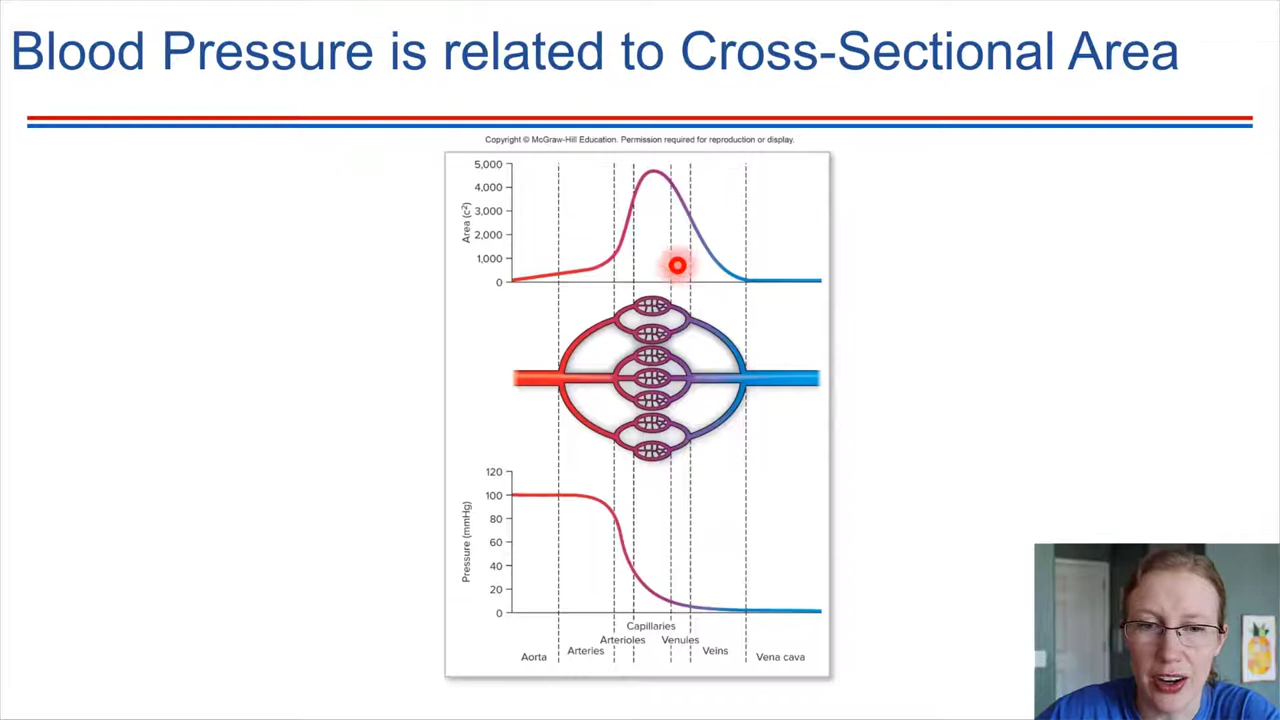 Blood Pressure is related to Cross-Sectional Area
Copyright © McGraw-Hill Education. Permission required for reproduction or display.
5,000
4,000
3,000
2,000
1,000
0
Area (c²)
120
100
80
60
40
20
0
Pressure (mmHg)
Capillaries
Arterioles Venules
Arteries Veins
Aorta Vena cava